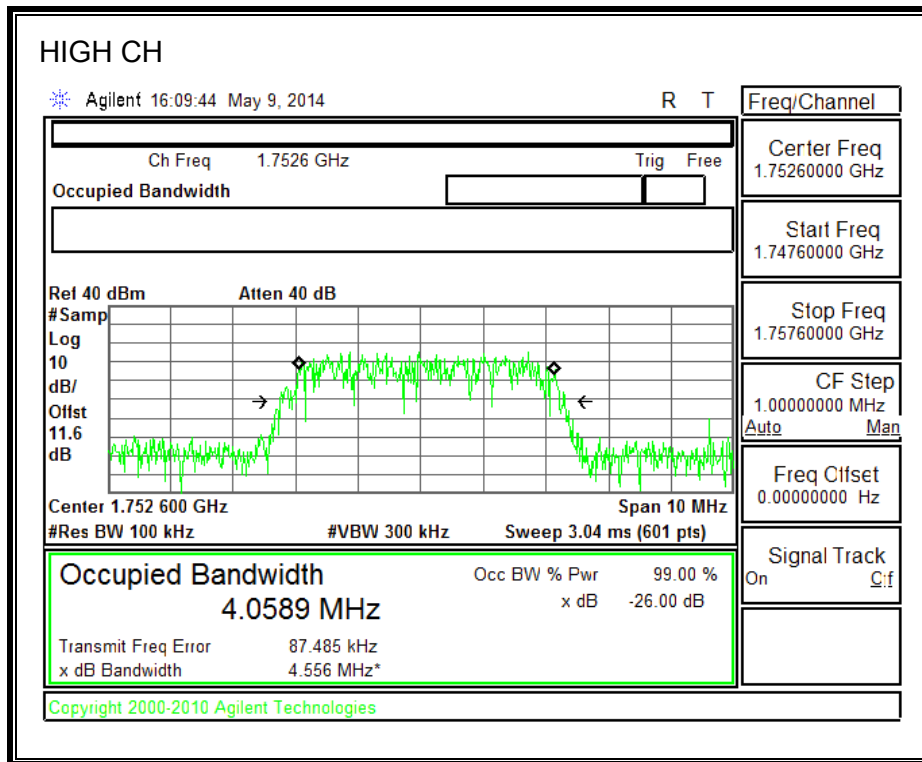 HIGH CH
Agilent 16:09:44 May 9, 2014 R T
Freq/Channel
Ch Freq 1.7526 GHz Trig Free
Occupied Bandwidth
Center Freq
1.75260000 GHz
Start Freq
1.74760000 GHz
Stop Freq
1.75760000 GHz
CF Step
1.00000000 MHz
Auto Man
Freq Offset
0.00000000 Hz
Signal Track
On Off
Ref 40 dBm Atten 40 dB
#Samp
Log
10
dB/
Offst
11.6
dB
Center 1.752 600 GHz Span 10 MHz
#Res BW 100 kHz #VBW 300 kHz Sweep 3.04 ms (601 pts)
Occupied Bandwidth
4.0589 MHz
Occ BW % Pwr 99.00 %
x dB -26.00 dB
Transmit Freq Error 87.485 kHz
x dB Bandwidth 4.556 MHz*
Copyright 2000-2010 Agilent Technologies